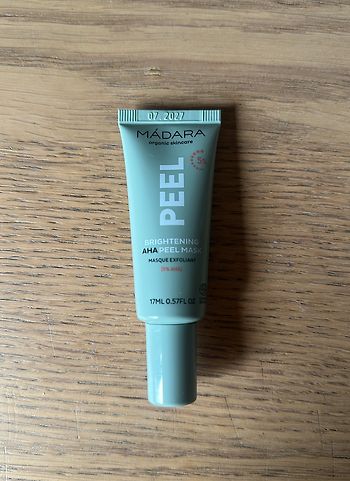 07.2027
MÁDARA
organic skincare
PEEL
BRIGHTENING
AHA PEEL MASK
MASQUE EXFOLIANT
17ML 0.57FL OZ